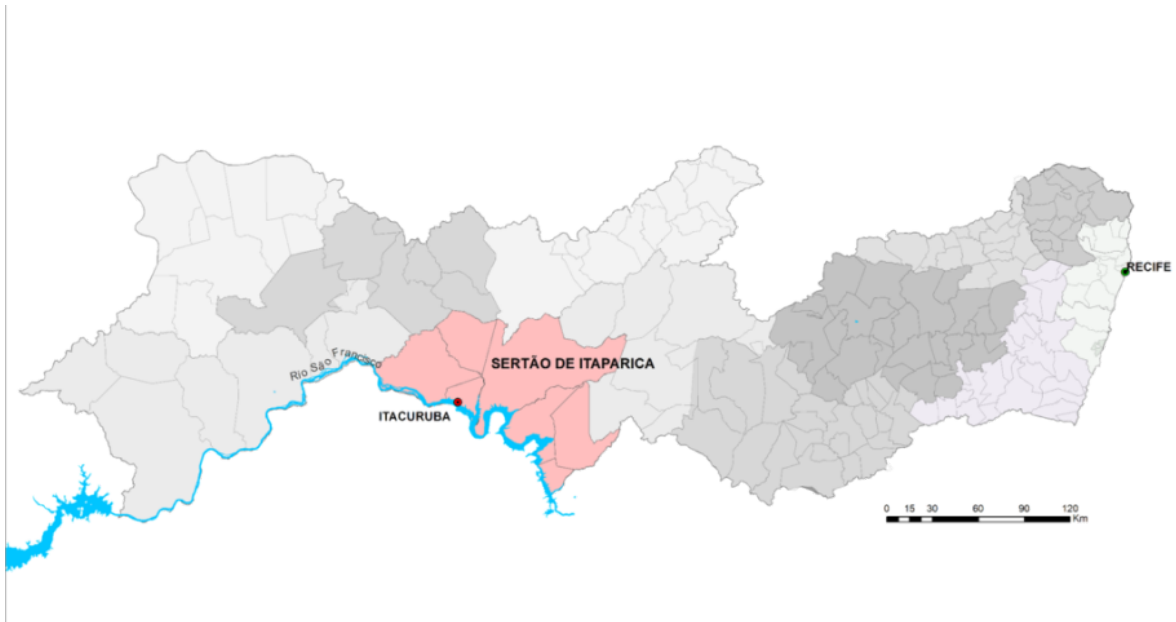 RECIFE
Rio São Francisco
SERTÃO DE ITAPARICA
ITACURUBA
0 15 30 60 90 120
Km